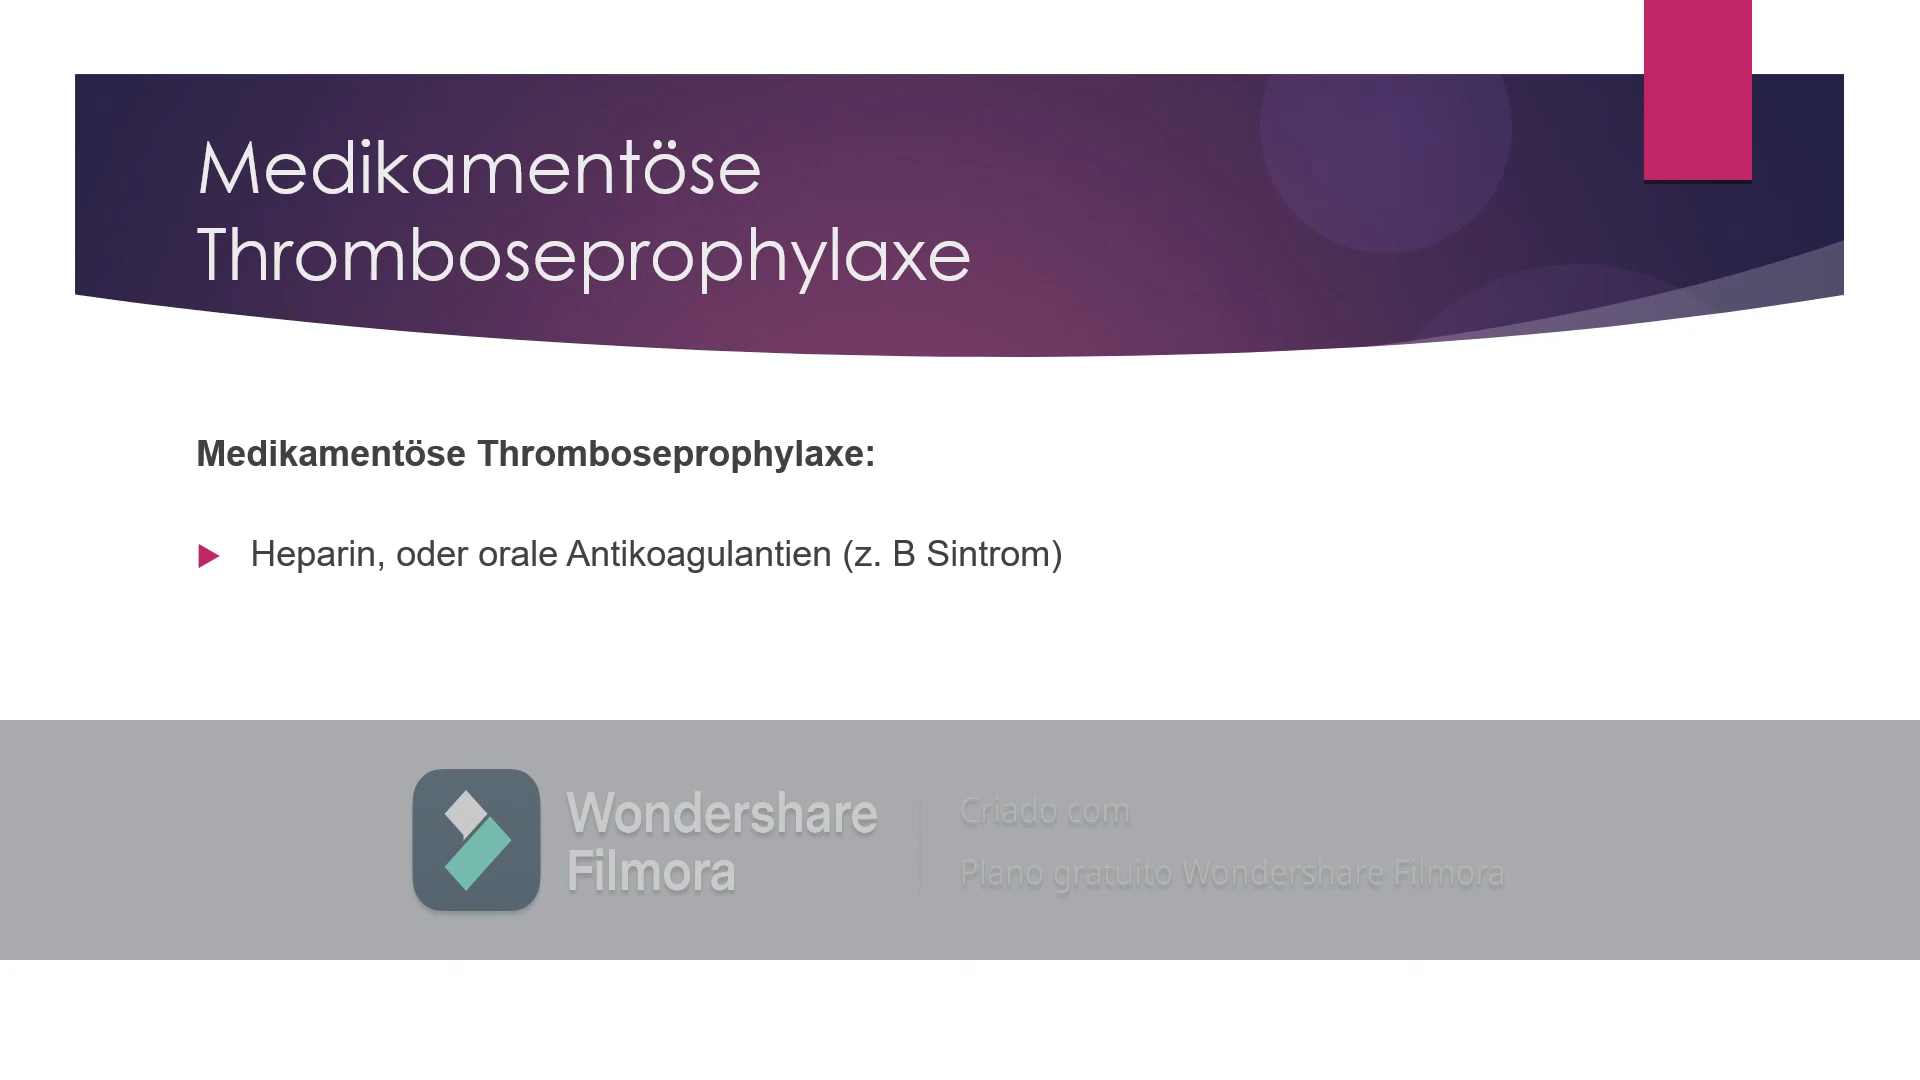 Medikamentöse
Thromboseprophylaxe
Medikamentöse Thromboseprophylaxe:
Heparin, oder orale Antikoagulantien (z. B Sintrom)
Wondershare
Filmora
Criado com
Plano gratuito Wondershare Filmora